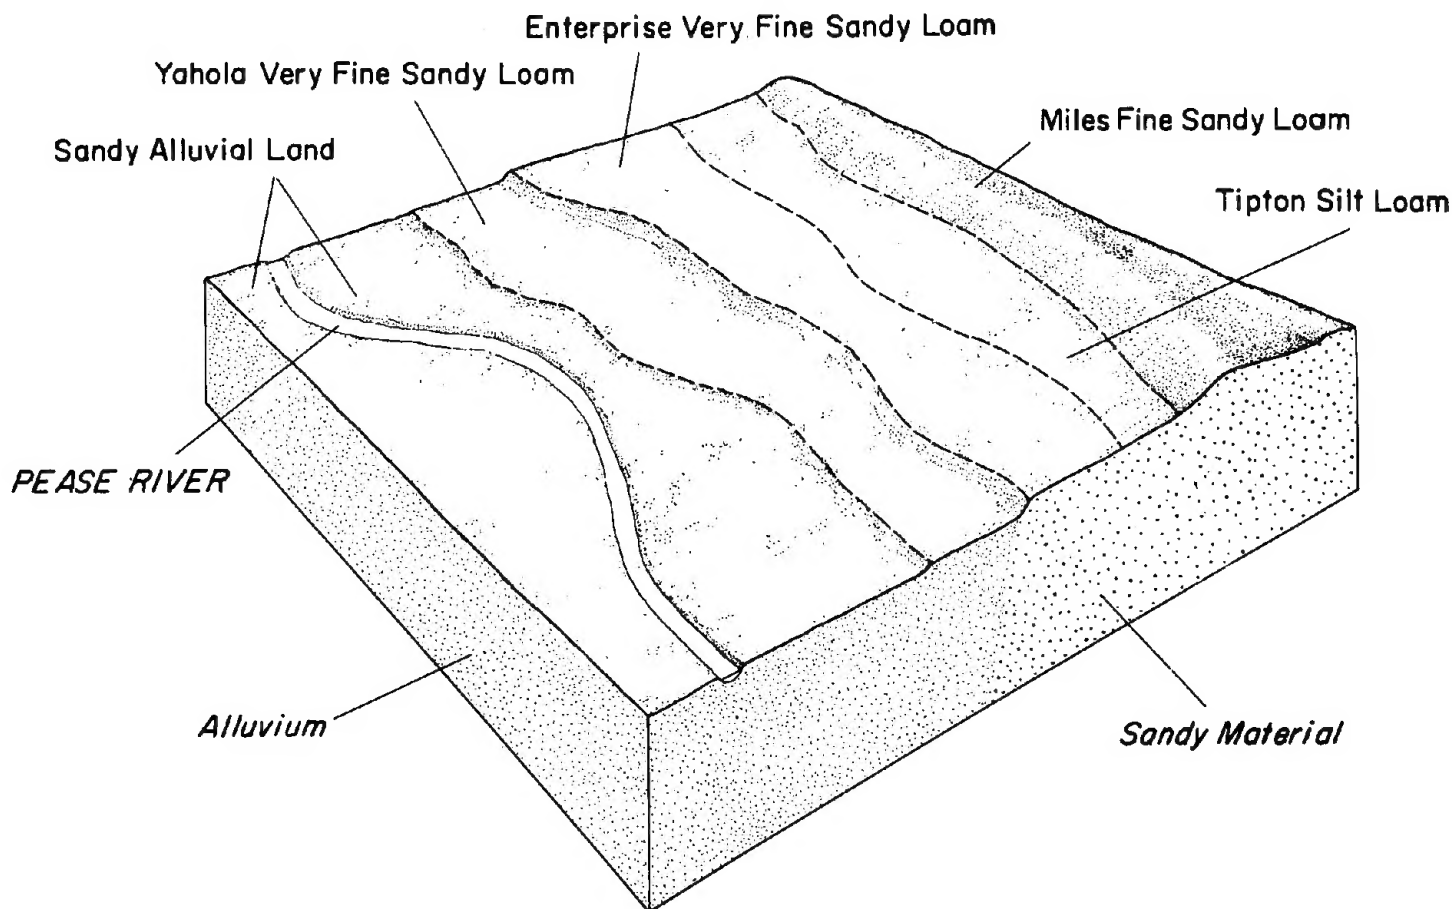 Enterprise Very Fine Sandy Loam
Yahola Very Fine Sandy Loam
Miles Fine Sandy Loam
Sandy Alluvial Land
Tipton Silt Loam
PEASE RIVER
Alluvium
Sandy Material